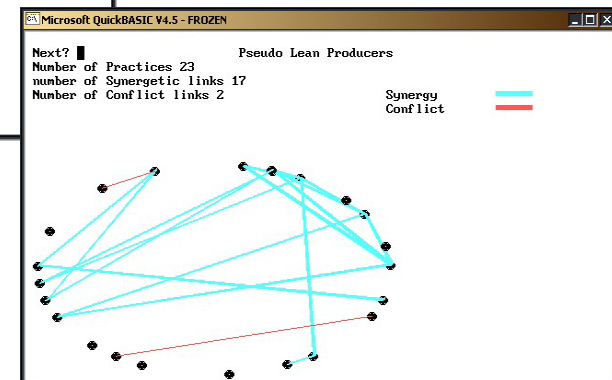 Microsoft QuickBASIC V4.5 - FROZEN
Next? Pseudo Lean Producers
Number of Practices 23
number of Synergetic links 17
Number of Conflict links 2
Synergy
Conflict